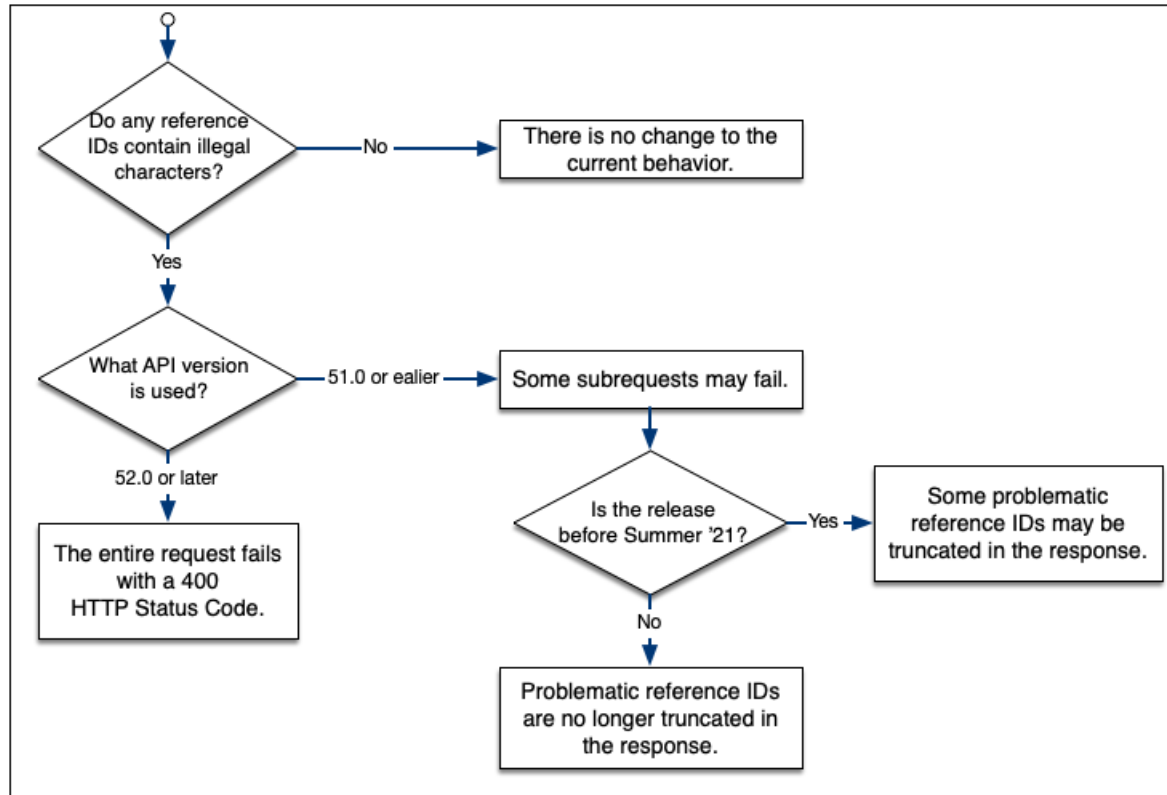 Do any reference
IDs contain illegal
characters?
No
There is no change to the
current behavior.
Yes
What API version
is used?
51.0 or ealier
Some subrequests may fail.
52.0 or later
The entire request fails
with a 400
HTTP Status Code.
Is the release
before Summer '21?
Yes
Some problematic
reference IDs may be
truncated in the response.
No
Problematic reference IDs
are no longer truncated in
the response.